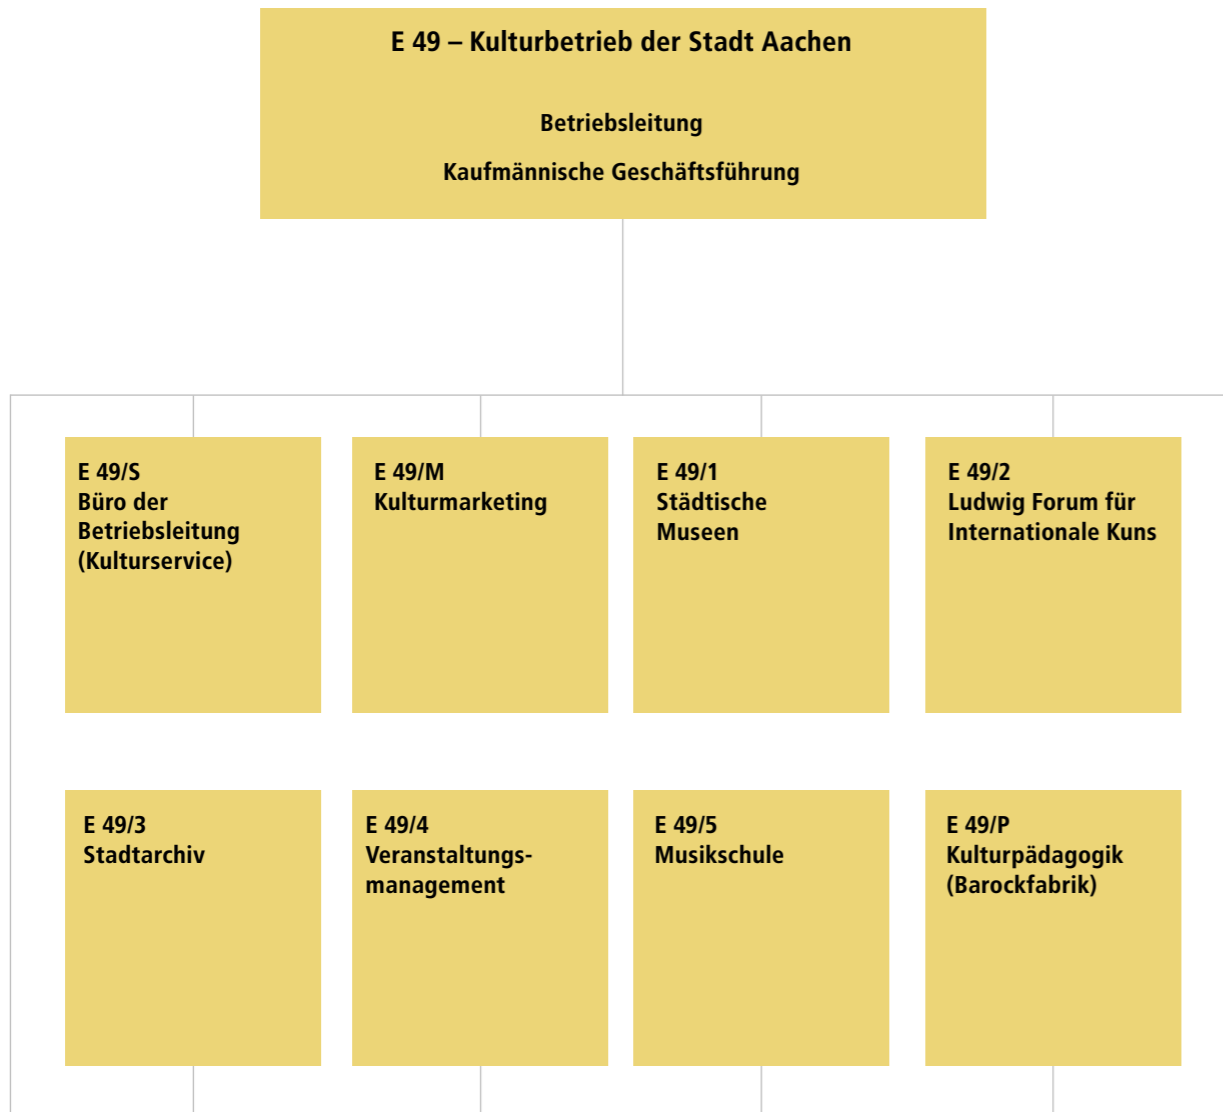 E 49 – Kulturbetrieb der Stadt Aachen
Betriebsleitung
Kaufmännische Geschäftsführung
E 49/S
Büro der
Betriebsleitung
(Kulturservice)
E 49/M
Kulturmarketing
E 49/1
Städtische
Museen
E 49/2
Ludwig Forum für
Internationale Kuns
E 49/3
Stadtarchiv
E 49/4
Veranstaltungs-
management
E 49/5
Musikschule
E 49/P
Kulturpädagogik
(Barockfabrik)